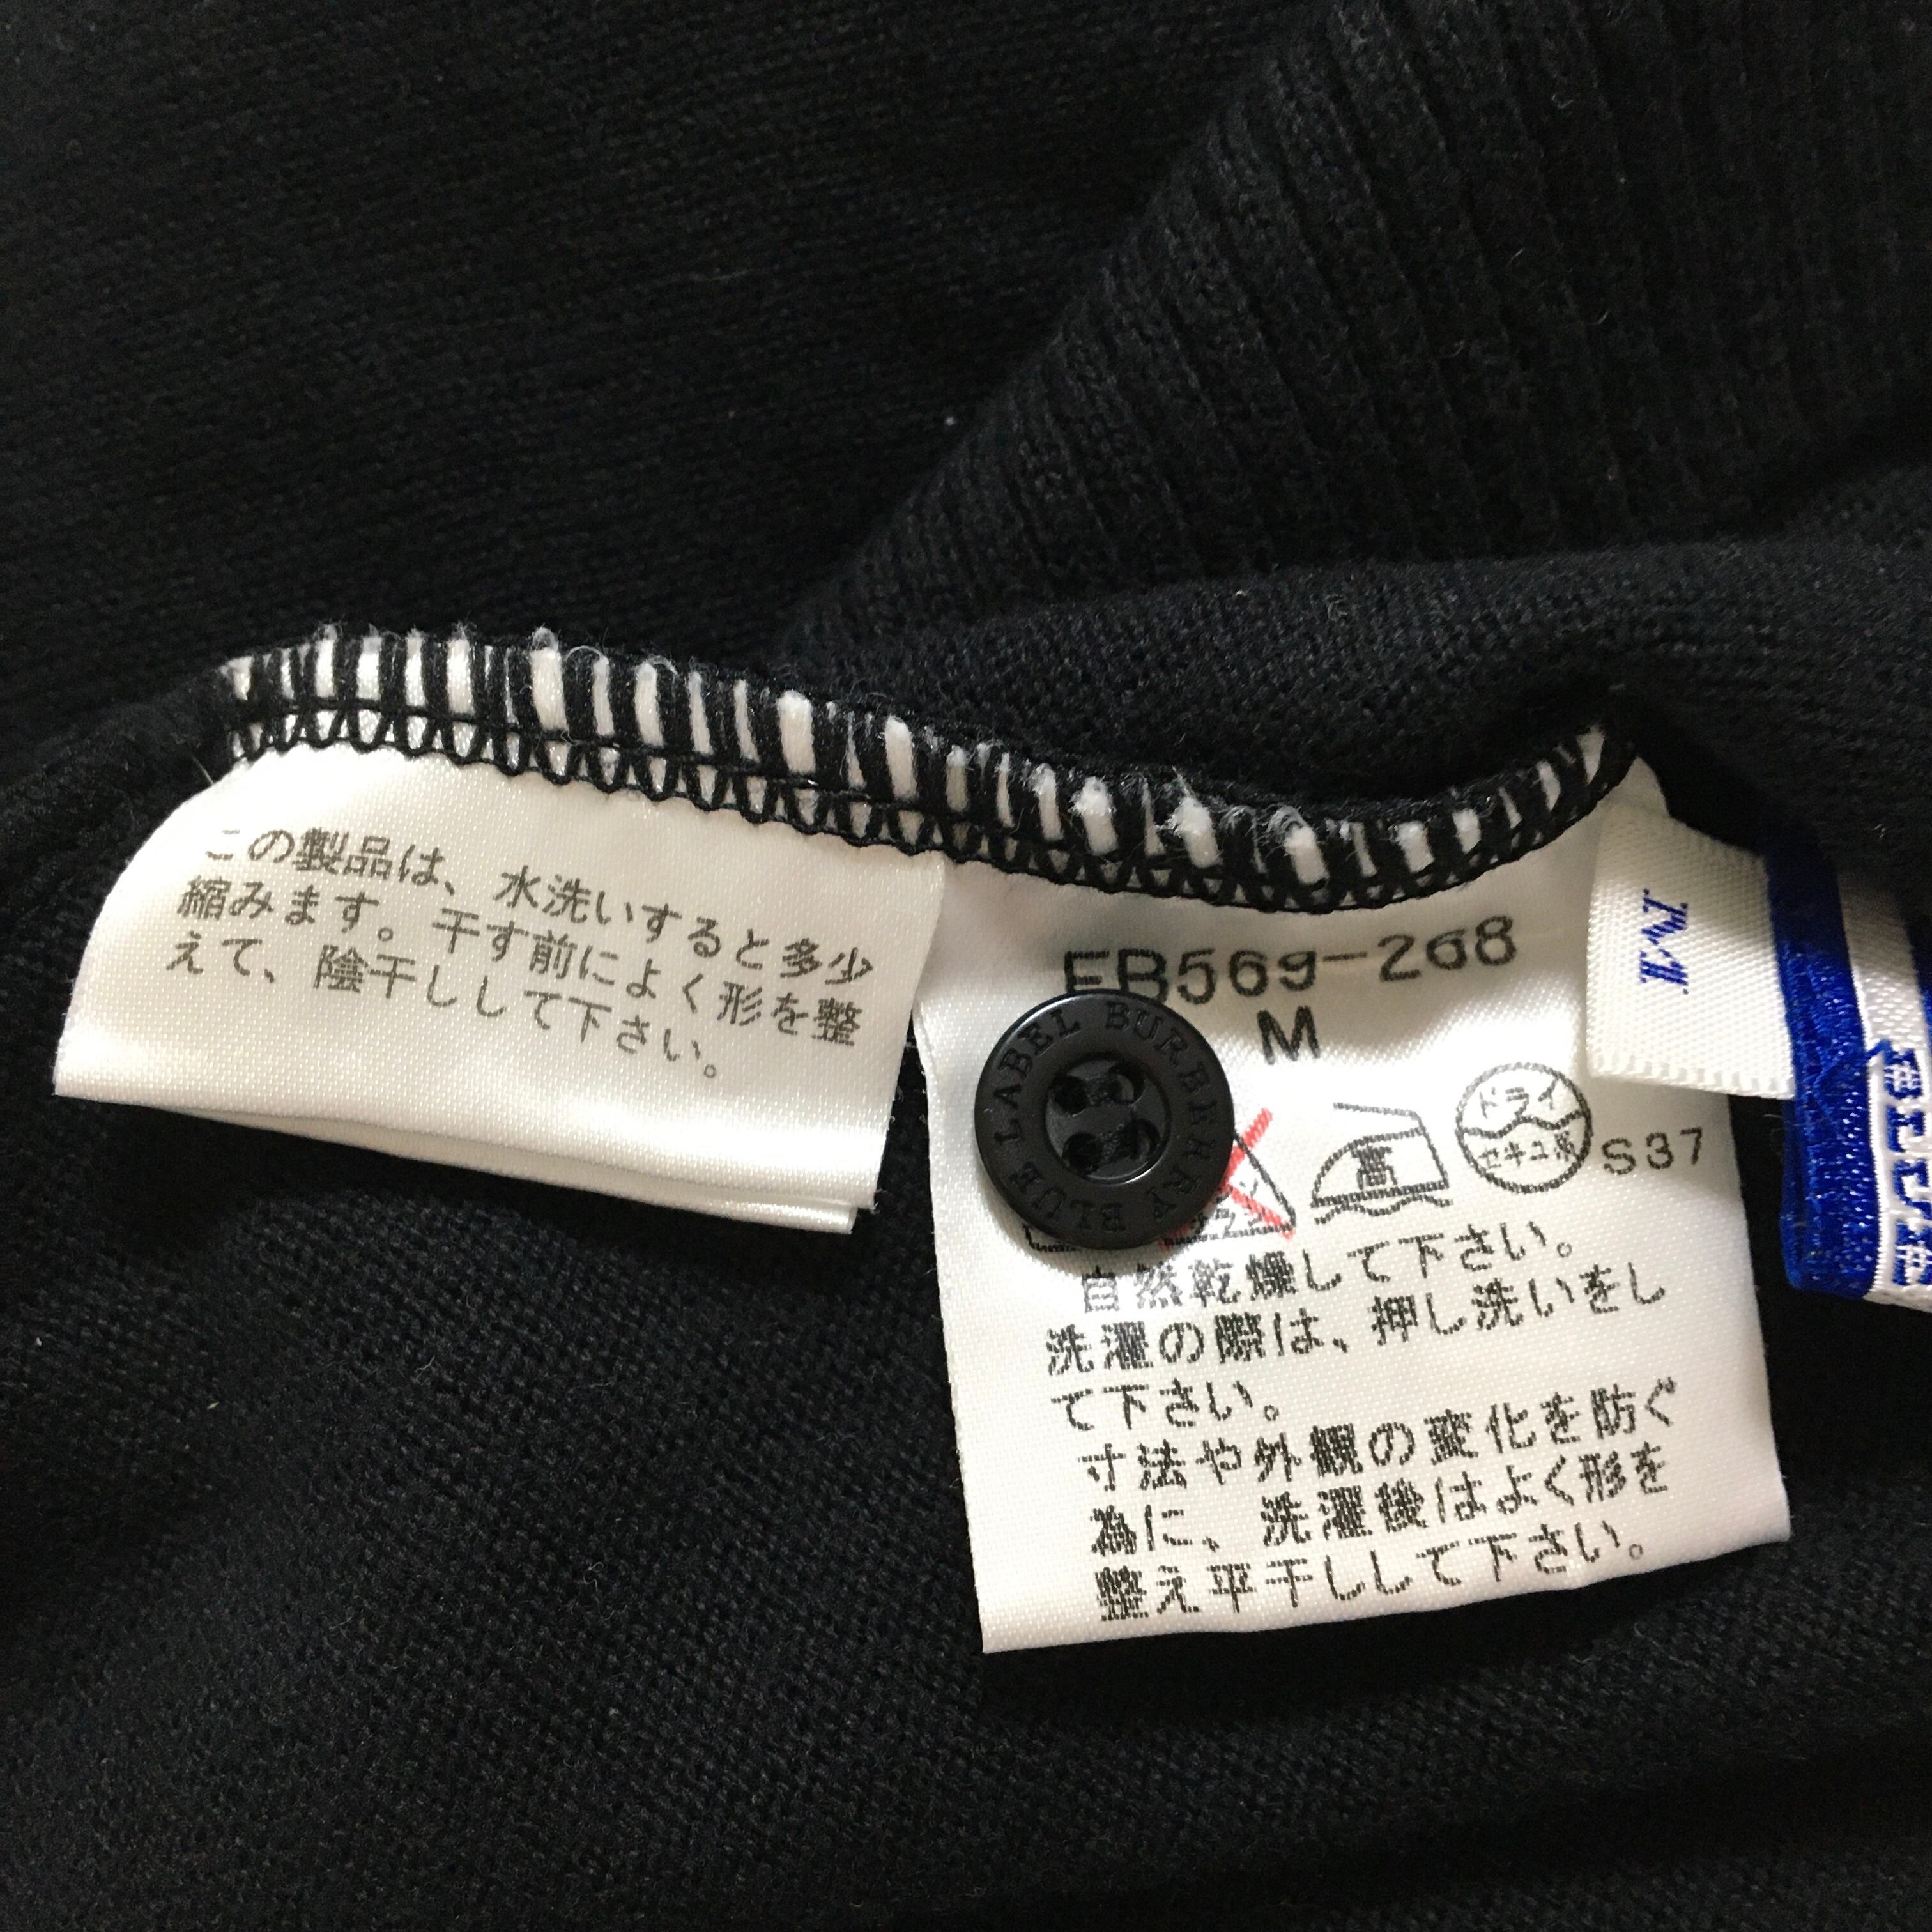 この製品は、水洗いすると多少
縮みます。干す前によく形を整
えて、陰干しして下さい。
FB569-268
M
ドライ
セキユ系
高
S37
自然乾燥して下さい。
洗濯の際は、押し洗いをし
て下さい。
寸法や外観の変化を防ぐ
為に、洗濯後はよく形を
整え平干しして下さい。
BURBERRY BLUE LABEL
M
BLUE